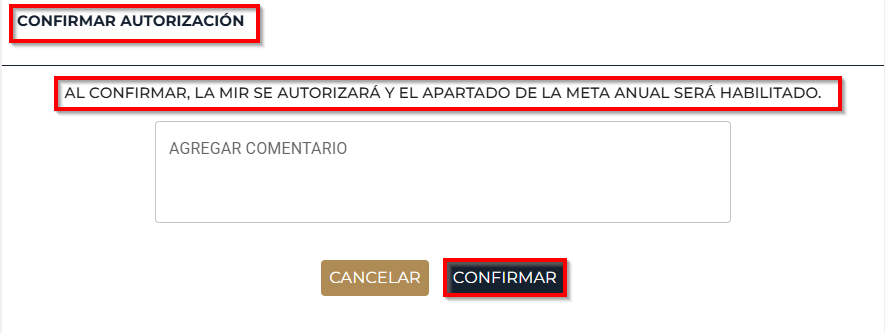 CONFIRMAR AUTORIZACIÓN
AL CONFIRMAR, LA MIR SE AUTORIZARÁ Y EL APARTADO DE LA META ANUAL SERÁ HABILITADO.
AGREGAR COMENTARIO
CANCELAR CONFIRMAR